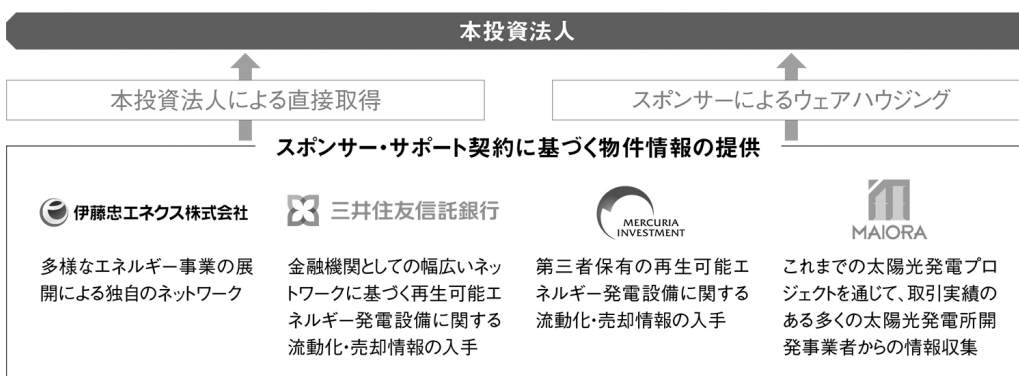 本投資法人
本投資法人による直接取得
スポンサーによるウェアハウジング
スポンサー・サポート契約に基づく物件情報の提供
伊藤忠エネクス株式会社
多様なエネルギー事業の展
開による独自のネットワーク
三井住友信託銀行
金融機関としての幅広いネッ
トワークに基づく再生可能エ
ネルギー発電設備に関する
流動化・売却情報の入手
MERCURIA
INVESTMENT
第三者保有の再生可能エ
ネルギー発電設備に関する
流動化・売却情報の入手
MAIORA
これまでの太陽光発電プロ
ジェクトを通じて、取引実績の
ある多くの太陽光発電所開
発事業者からの情報収集